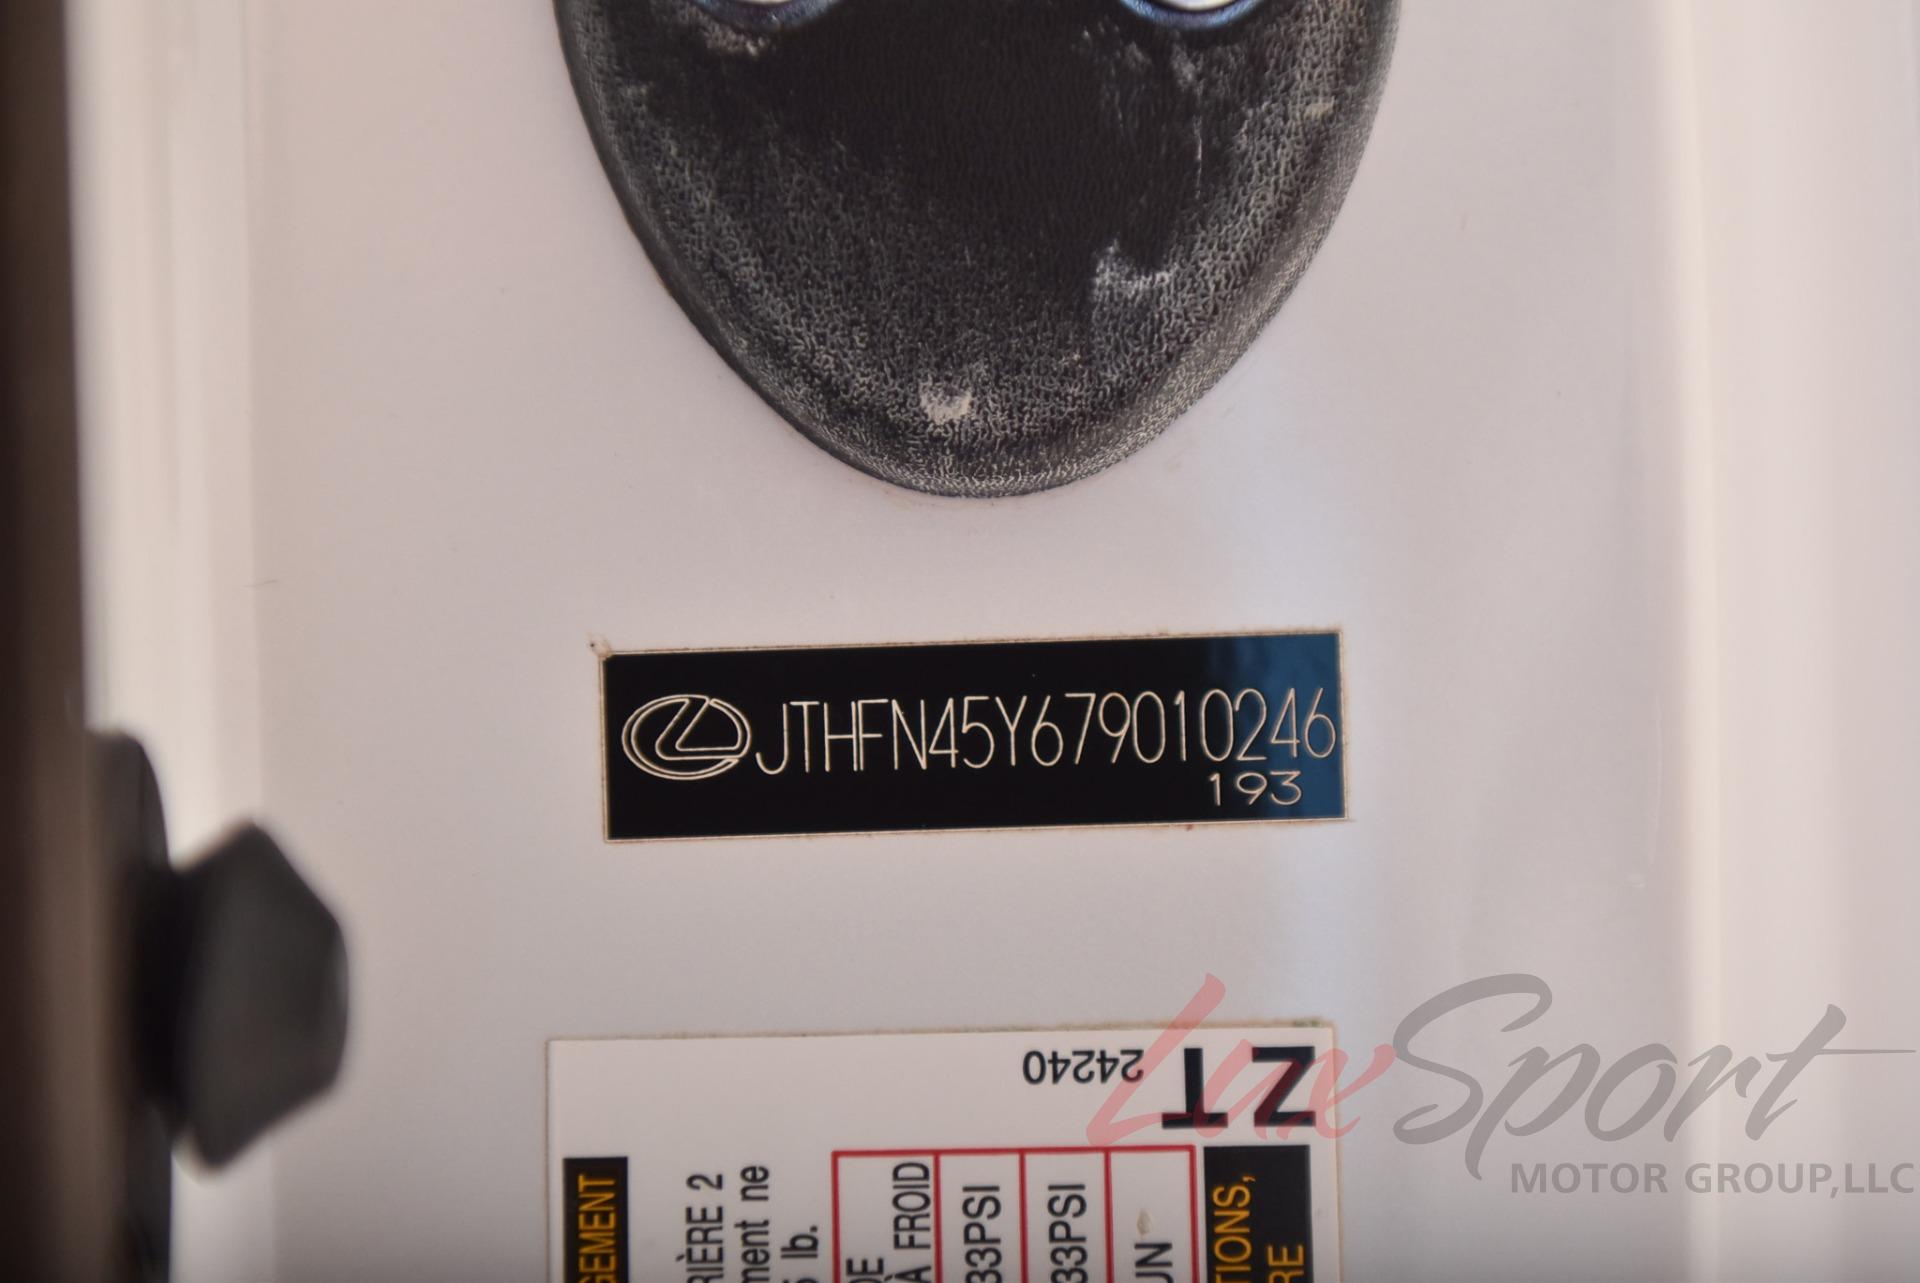 JTHFN45Y679010246
193
ZT
24240
GEMENT
RIÈRE 2
ment ne
lb.
DE
À FROID
33PSI
33PSI
UN
TIONS,
RE
LuxSport
MOTOR GROUP,LLC